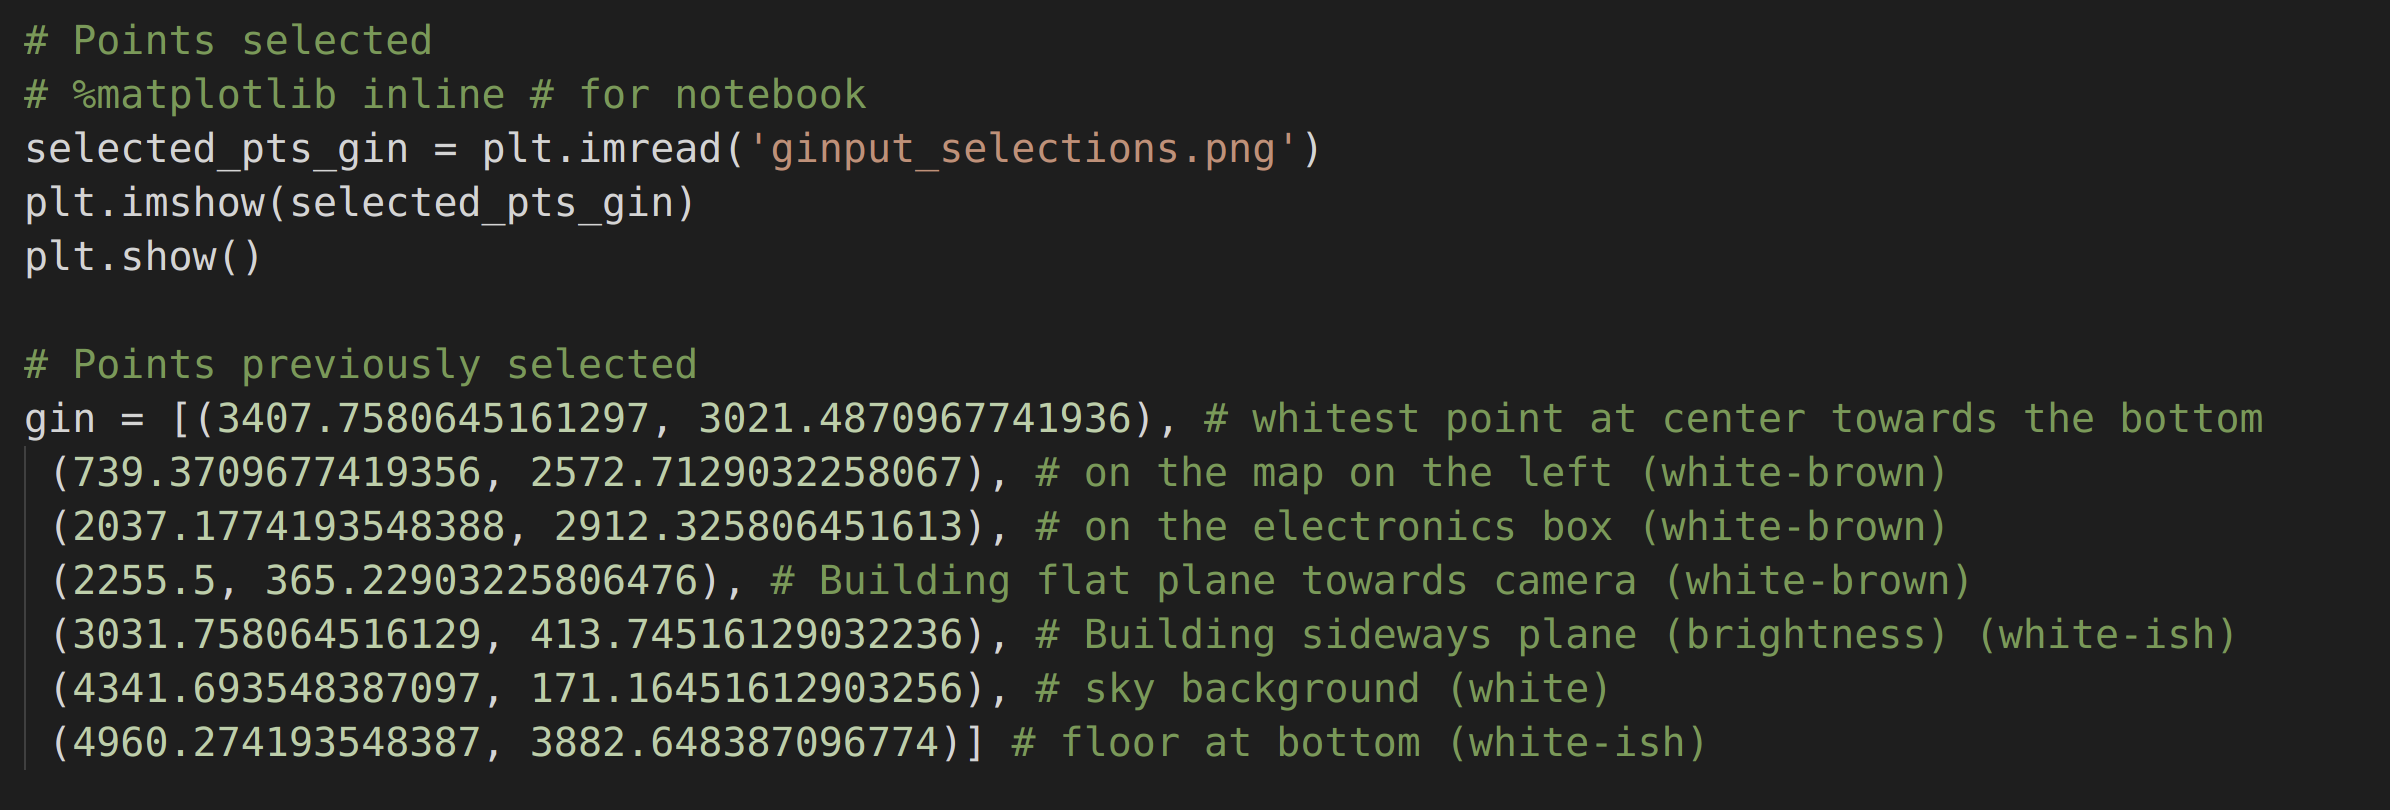 # Points selected
# %matplotlib inline # for notebook
selected_pts_gin = plt.imread('ginput_selections.png')
plt.imshow(selected_pts_gin)
plt.show()
# Points previously selected
gin = [(3407.7580645161297, 3021.4870967741936), # whitest point at center towards the bottom
(739.3709677419356, 2572.7129032258067), # on the map on the left (white-brown)
(2037.1774193548388, 2912.325806451613), # on the electronics box (white-brown)
(2255.5, 365.22903225806476), # Building flat plane towards camera (white-brown)
(3031.758064516129, 413.74516129032236), # Building sideways plane (brightness) (white-ish)
(4341.693548387097, 171.16451612903256), # sky background (white)
(4960.274193548387, 3882.648387096774)] # floor at bottom (white-ish)